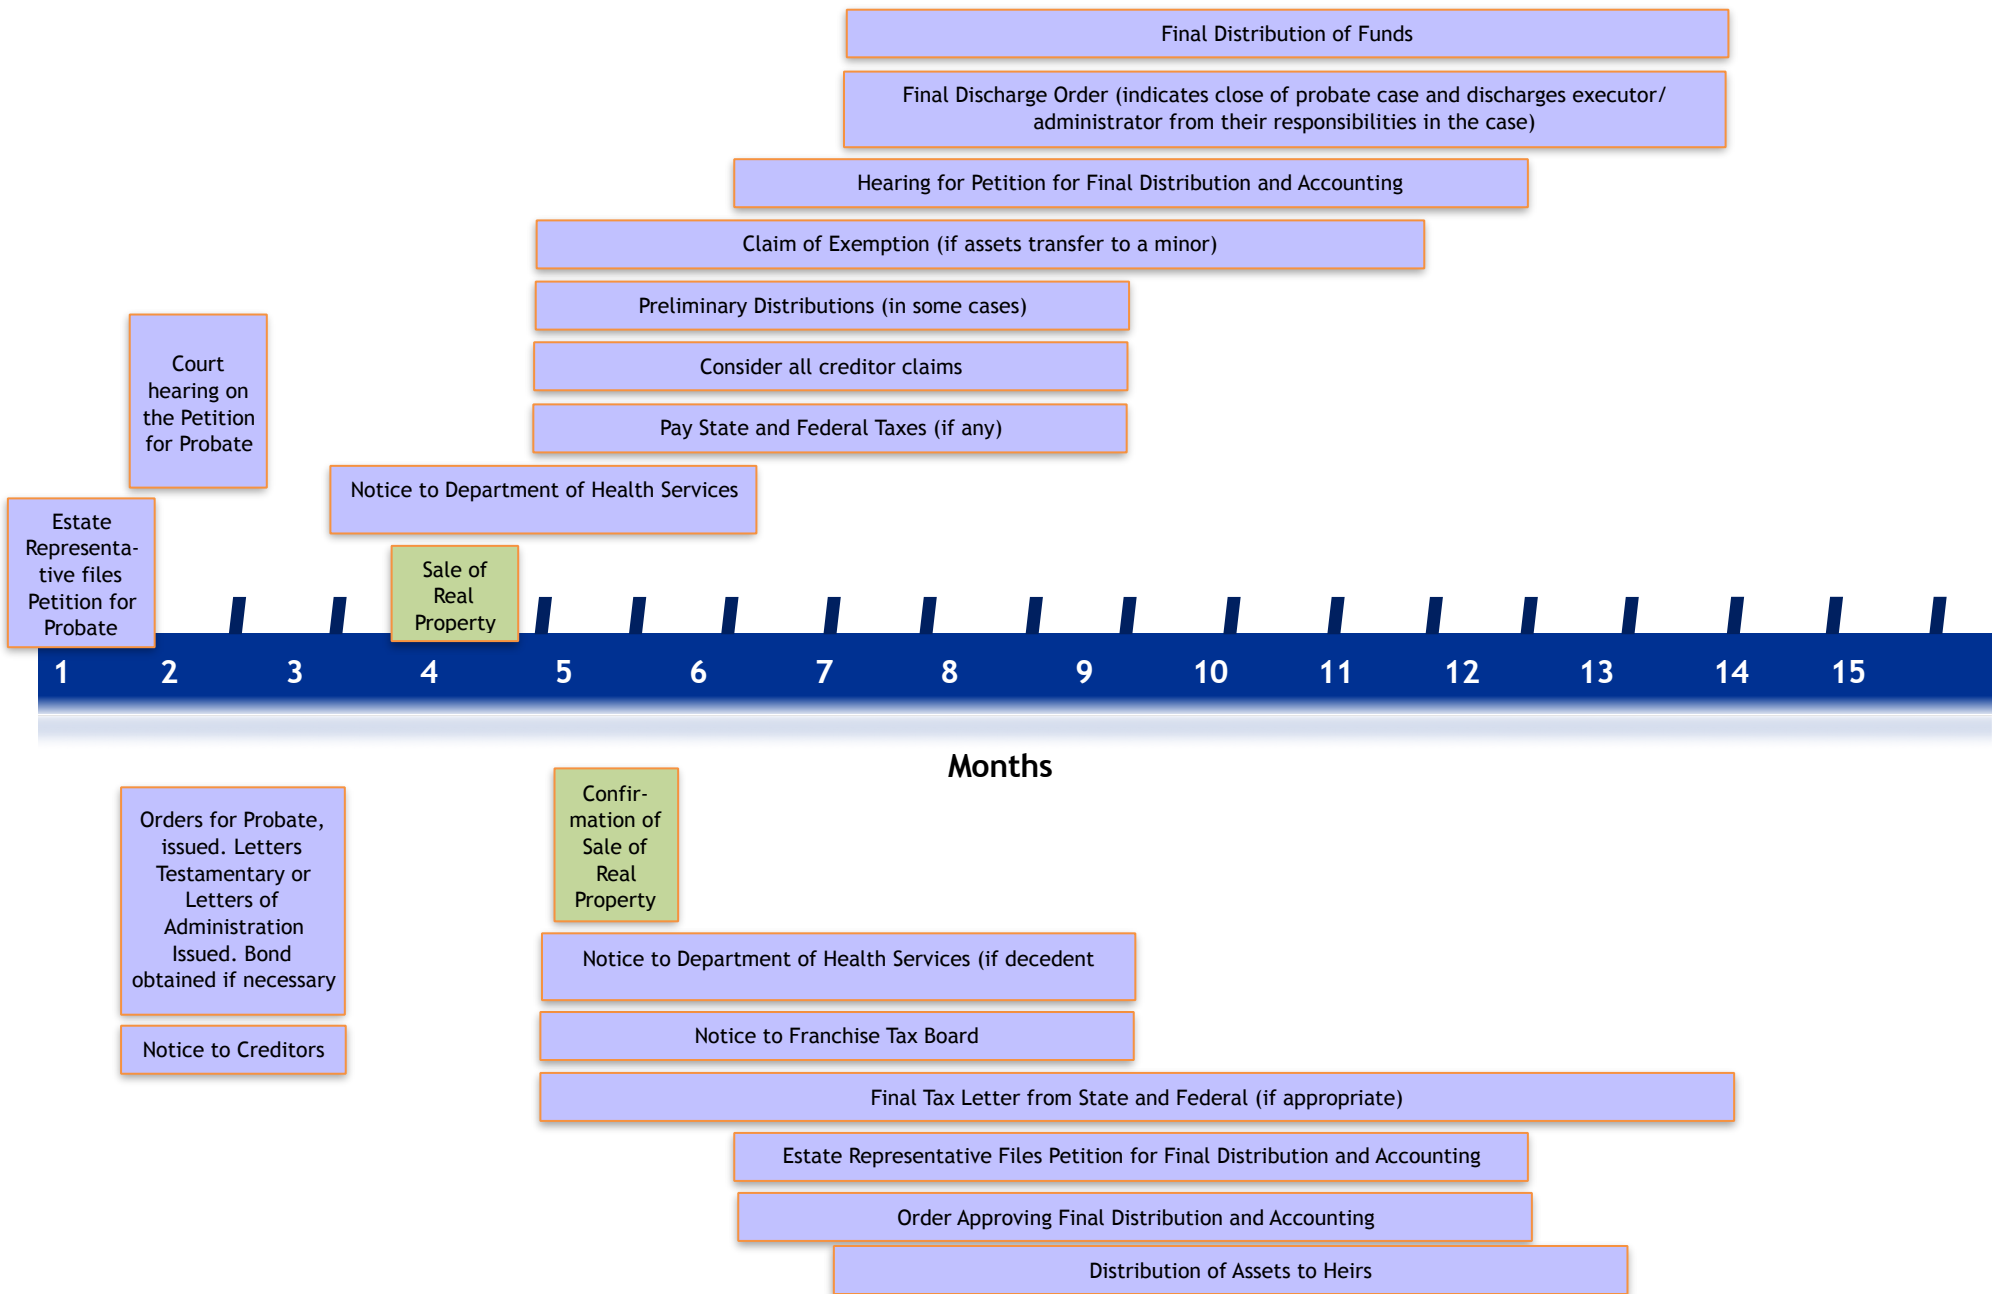 Final Distribution of Funds
Final Discharge Order (indicates close of probate case and discharges executor/
administrator from their responsibilities in the case)
Hearing for Petition for Final Distribution and Accounting
Claim of Exemption (if assets transfer to a minor)
Preliminary Distributions (in some cases)
Court
hearing on
the Petition
for Probate
Consider all creditor claims
Pay State and Federal Taxes (if any)
Notice to Department of Health Services
Estate
Representa-
tive files
Petition for
Probate
Sale of
Real
Property
1 2 3 4 5 6 7 8 9 10 11 12 13 14 15
Months
Orders for Probate,
issued. Letters
Testamentary or
Letters of
Administration
Issued. Bond
obtained if necessary
Notice to Creditors
Confir-
mation of
Sale of
Real
Property
Notice to Department of Health Services (if decedent
Notice to Franchise Tax Board
Final Tax Letter from State and Federal (if appropriate)
Estate Representative Files Petition for Final Distribution and Accounting
Order Approving Final Distribution and Accounting
Distribution of Assets to Heirs